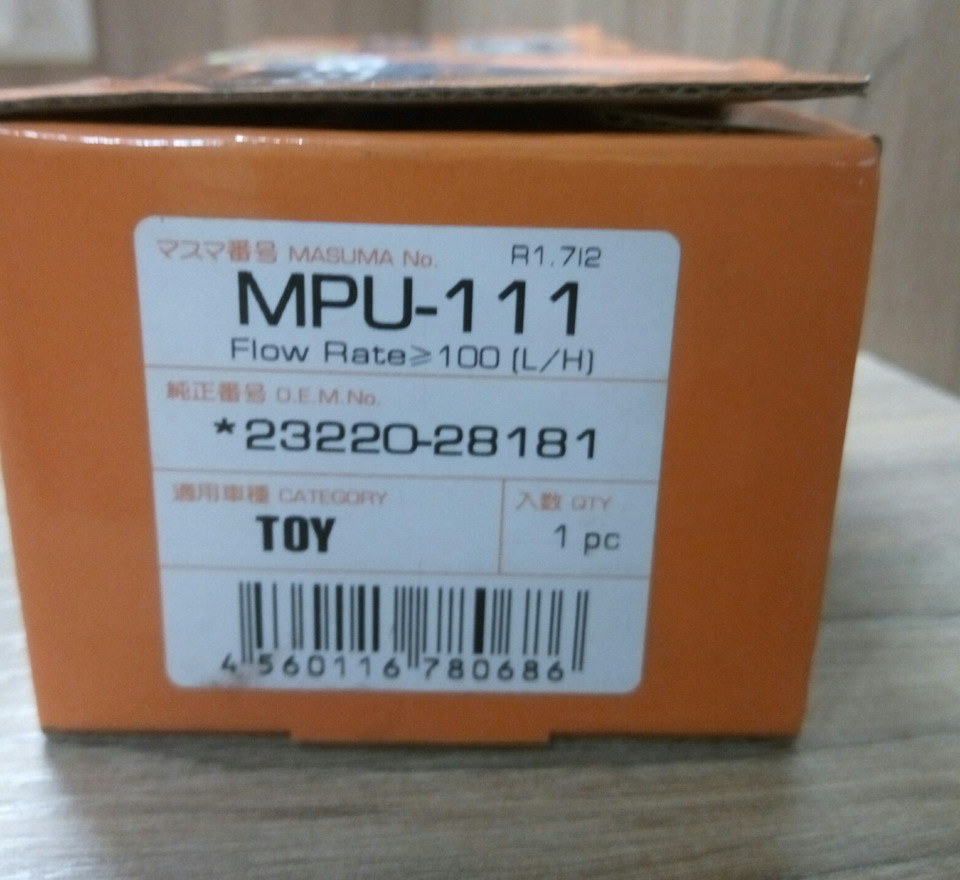 マスマ番号 MASUMA No. R1.7I2
MPU-111
Flow Rate≥100 (L/H)
純正番号 O.E.M.No.
*23220-28181
適用車種 CATEGORY 入数 QTY
TOY 1 pc
4 560116 780686